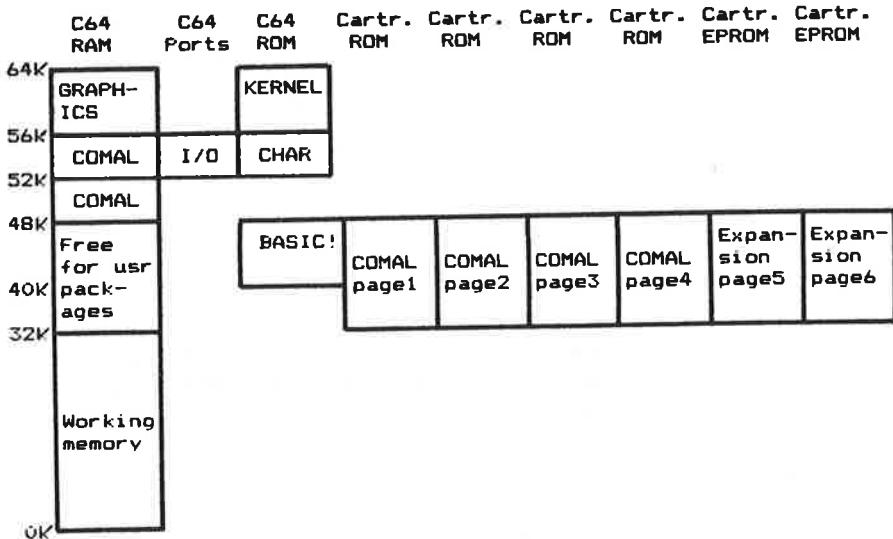 C64 C64 C64 Cartr. Cartr. Cartr. Cartr. Cartr. Cartr.
RAM Ports ROM ROM ROM ROM ROM EPROM EPROM
64K
GRAPH-
ICS
KERNEL
56K
COMAL I/O CHAR
52K
COMAL
48K
Free
for usr
pack-
ages
BASIC!
COMAL
page1
COMAL
page2
COMAL
page3
COMAL
page4
Expan-
sion
page5
Expan-
sion
page6
40K
32K
Working
memory
0K